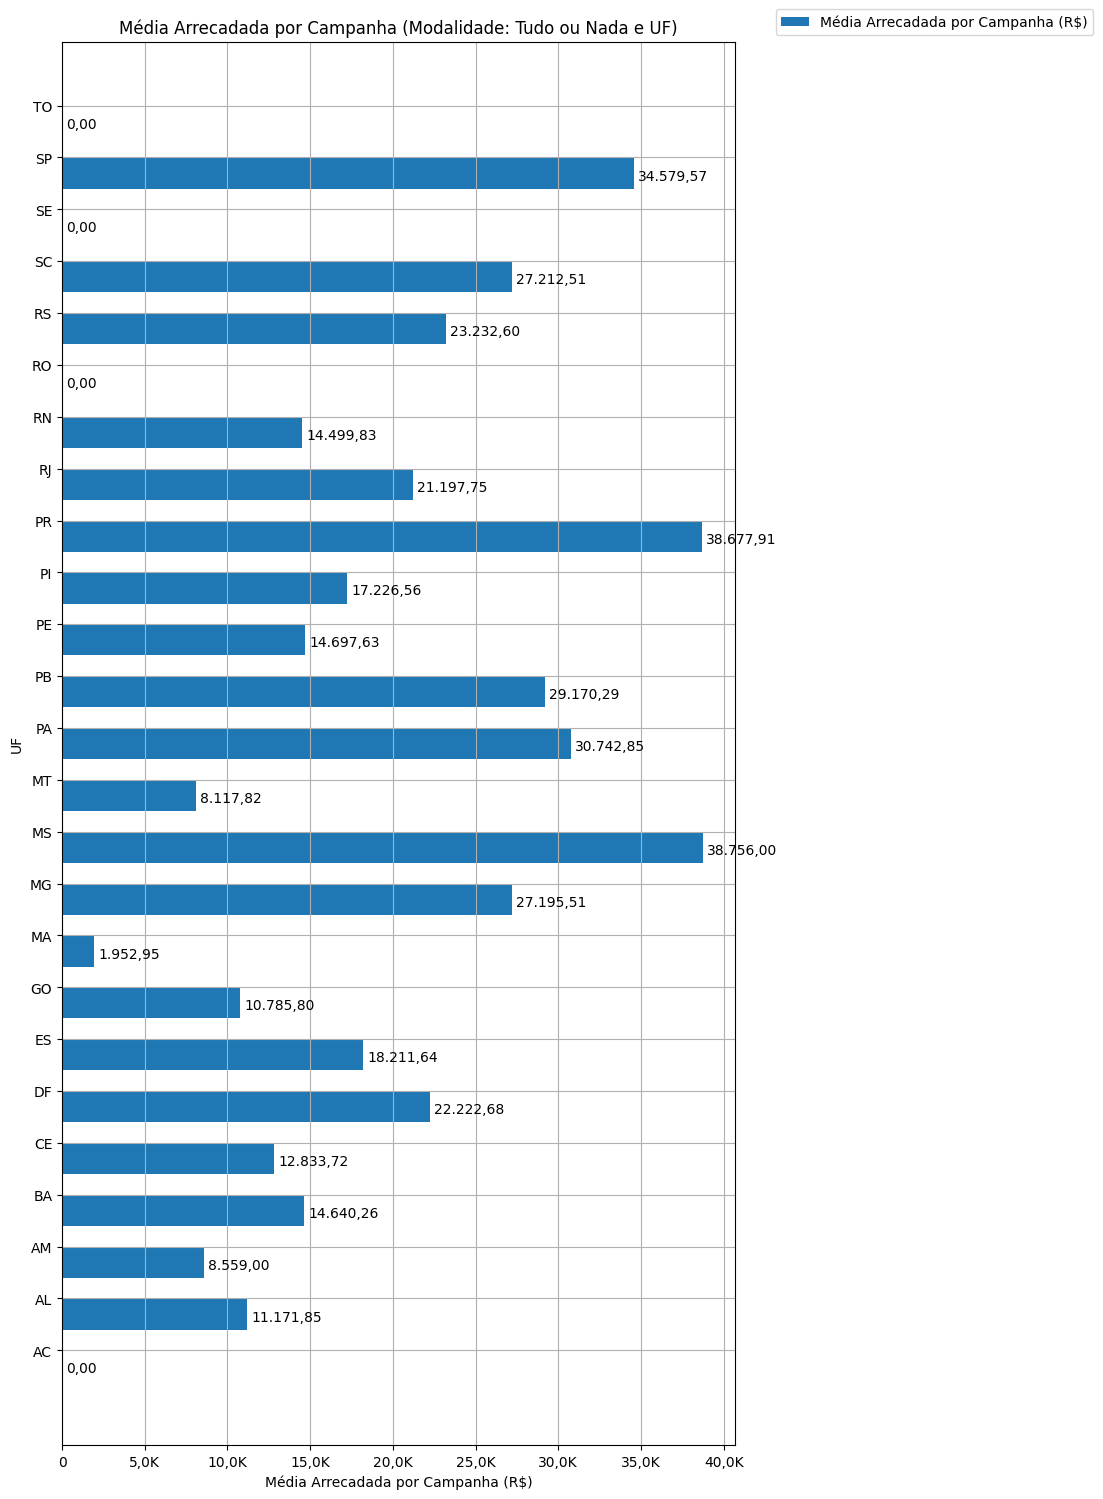 Média Arrecadada por Campanha (Modalidade: Tudo ou Nada e UF)
Média Arrecadada por Campanha (R$)
TO
0,00
SP
34.579,57
SE
0,00
SC
27.212,51
RS
23.232,60
RO
0,00
RN
14.499,83
RJ
21.197,75
PR
38.677,91
PI
17.226,56
PE
14.697,63
PB
29.170,29
PA
30.742,85
MT
8.117,82
MS
38.756,00
MG
27.195,51
MA
1.952,95
GO
10.785,80
ES
18.211,64
DF
22.222,68
CE
12.833,72
BA
14.640,26
AM
8.559,00
AL
11.171,85
AC
0,00
UF
0 5,0K 10,0K 15,0K 20,0K 25,0K 30,0K 35,0K 40,0K
Média Arrecadada por Campanha (R$)